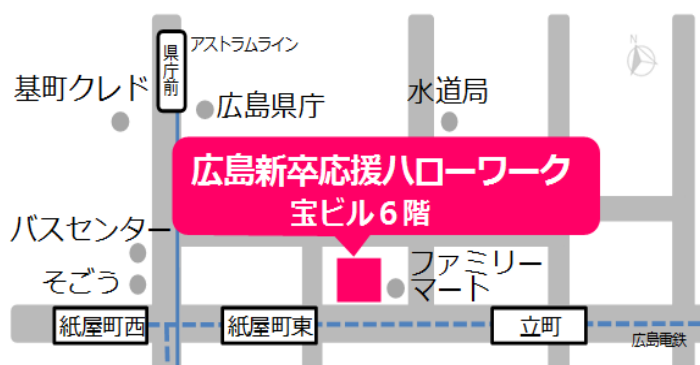 アストラムライン
N
県庁前
基町クレド
広島県庁
水道局
広島新卒応援ハローワーク
宝ビル6階
バスセンター
そごう
ファミリー
マート
紙屋町西
紙屋町東
立町
広島電鉄